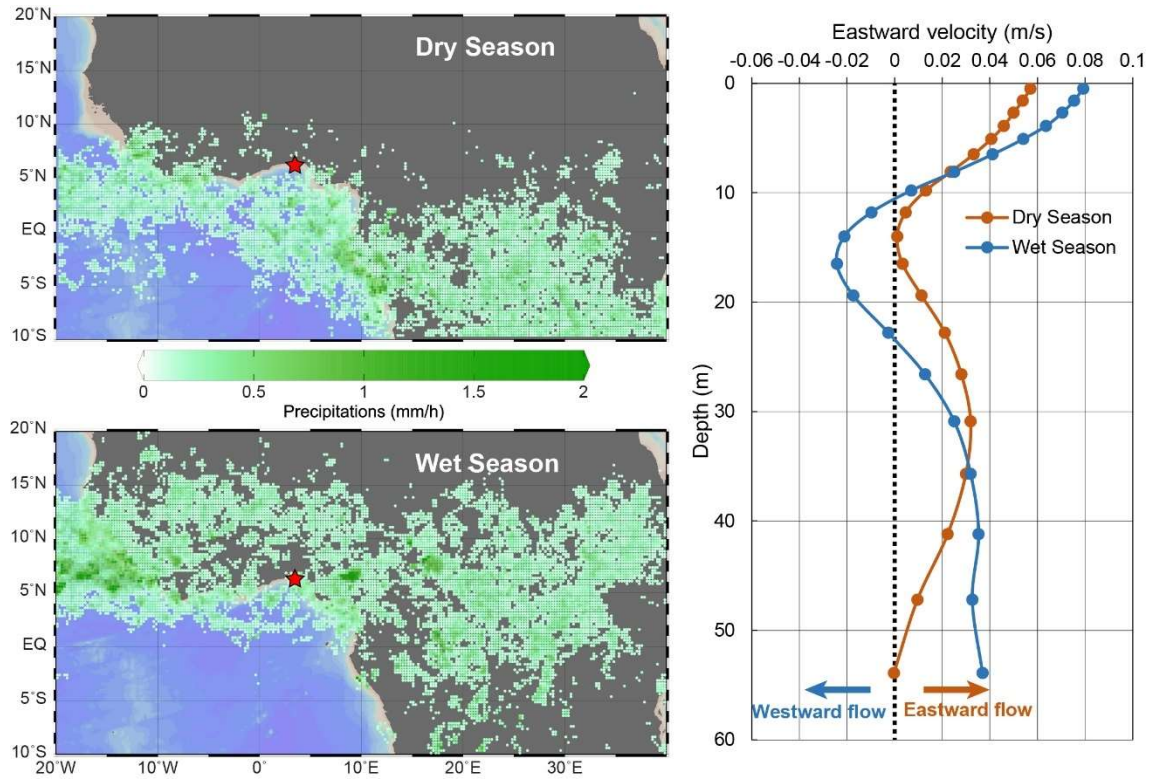 20°N
15°N
10°N
5°N
EQ
5°S
10°S
Dry Season
0 0.5 1 1.5 2
Precipitations (mm/h)
20°N
15°N
10°N
5°N
EQ
5°S
10°S
Wet Season
20°W 10°W 0° 10°E 20°E 30°E
Eastward velocity (m/s)
-0.06 -0.04 -0.02 0 0.02 0.04 0.06 0.08 0.1
0
10
20
30
40
50
60
Depth (m)
Dry Season
Wet Season
Westward flow
Eastward flow